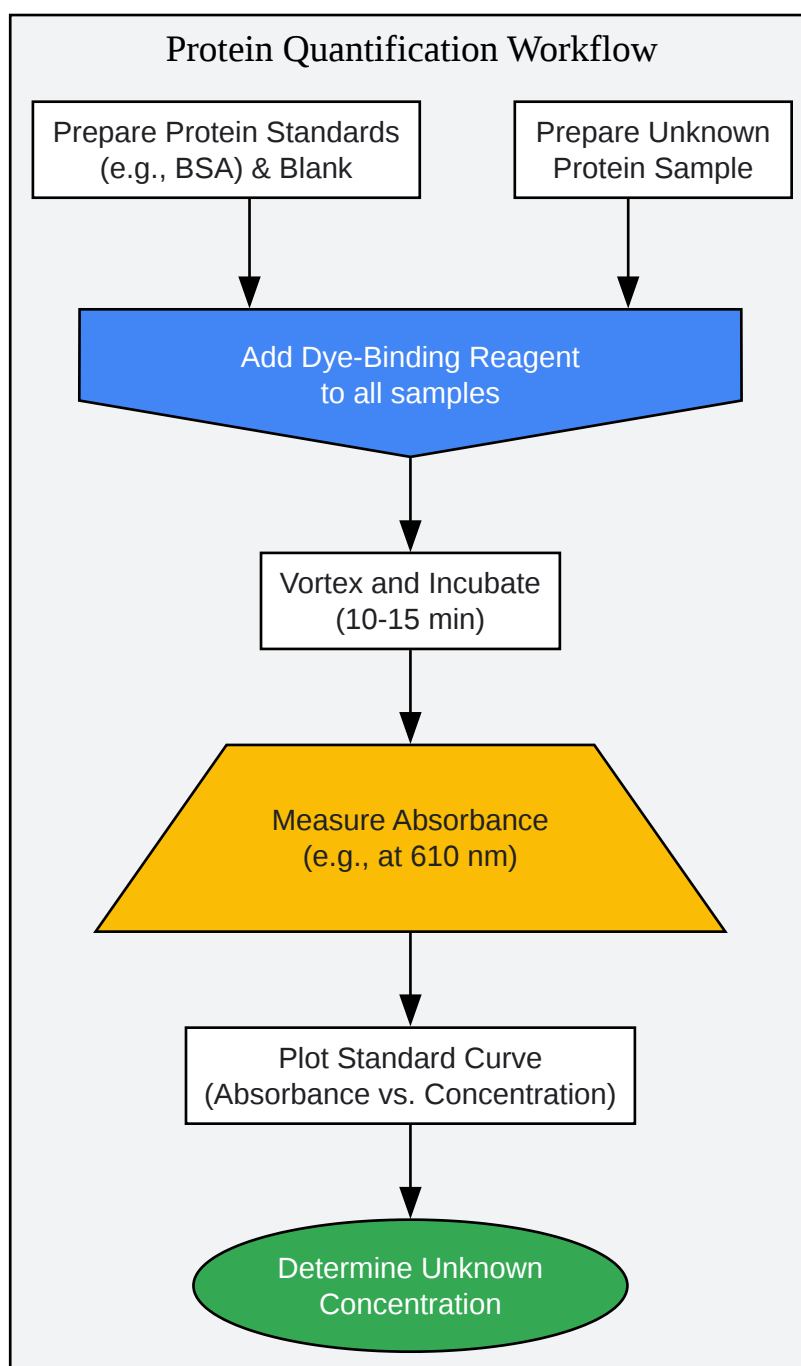 Protein Quantification Workflow
Prepare Protein Standards
(e.g., BSA) & Blank
Prepare Unknown
Protein Sample
Add Dye-Binding Reagent
to all samples
Vortex and Incubate
(10-15 min)
Measure Absorbance
(e.g., at 610 nm)
Plot Standard Curve
(Absorbance vs. Concentration)
Determine Unknown
Concentration